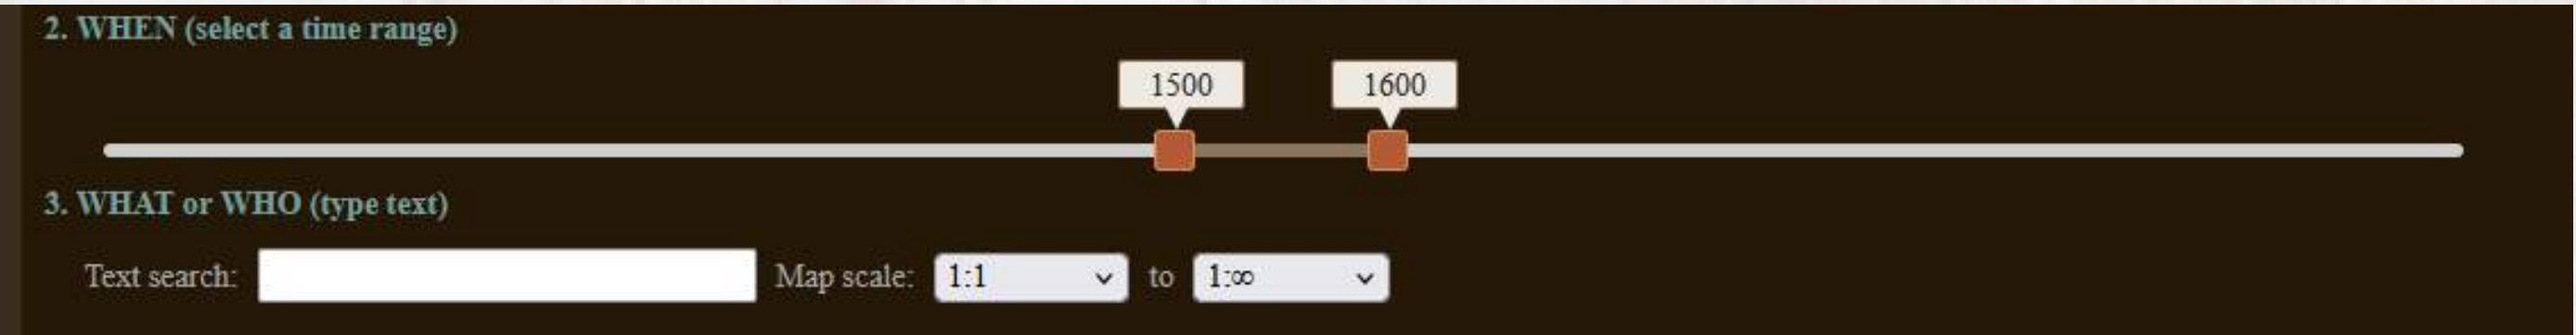 2. WHEN (select a time range)
1500 1600
3. WHAT or WHO (type text)
Text search: Map scale: 1:1 to 1:∞